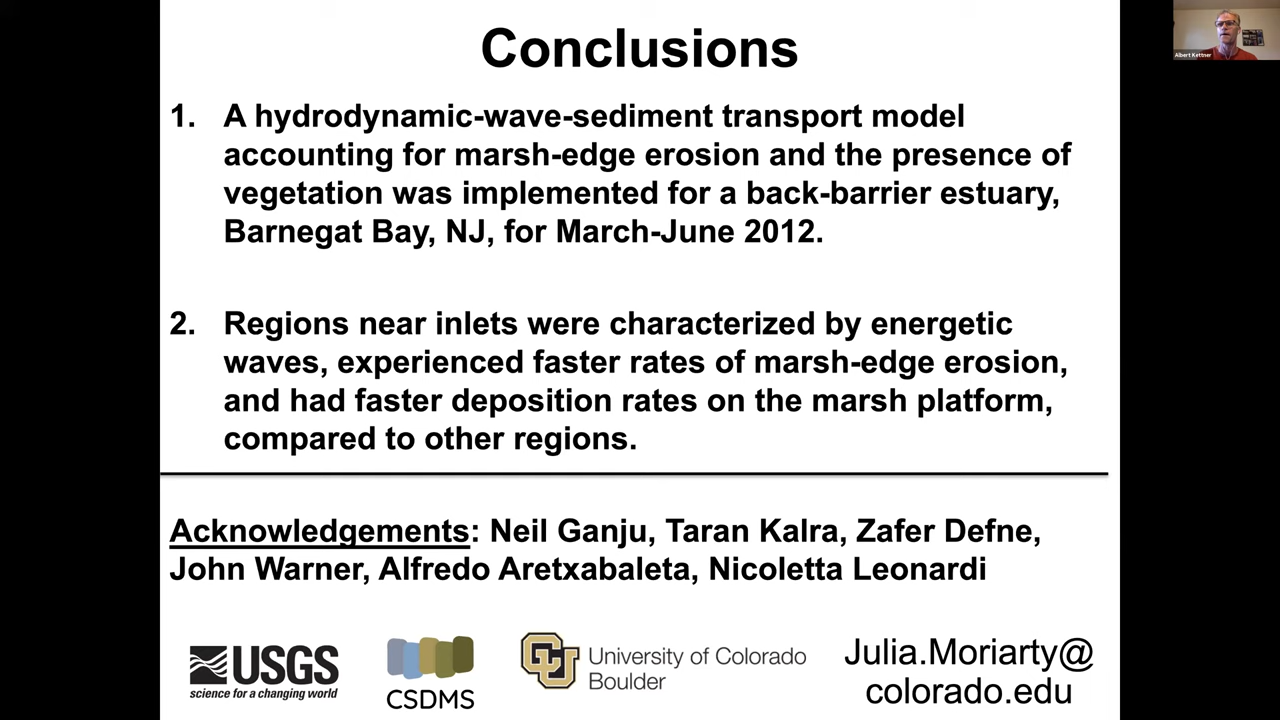 Conclusions
Albert Kettner
1. A hydrodynamic-wave-sediment transport model
accounting for marsh-edge erosion and the presence of
vegetation was implemented for a back-barrier estuary,
Barnegat Bay, NJ, for March-June 2012.
2. Regions near inlets were characterized by energetic
waves, experienced faster rates of marsh-edge erosion,
and had faster deposition rates on the marsh platform,
compared to other regions.
Acknowledgements: Neil Ganju, Taran Kalra, Zafer Defne,
John Warner, Alfredo Aretxabaleta, Nicoletta Leonardi
USGS
science for a changing world
CSDMS
CU
University of Colorado
Boulder
Julia.Moriarty@
colorado.edu